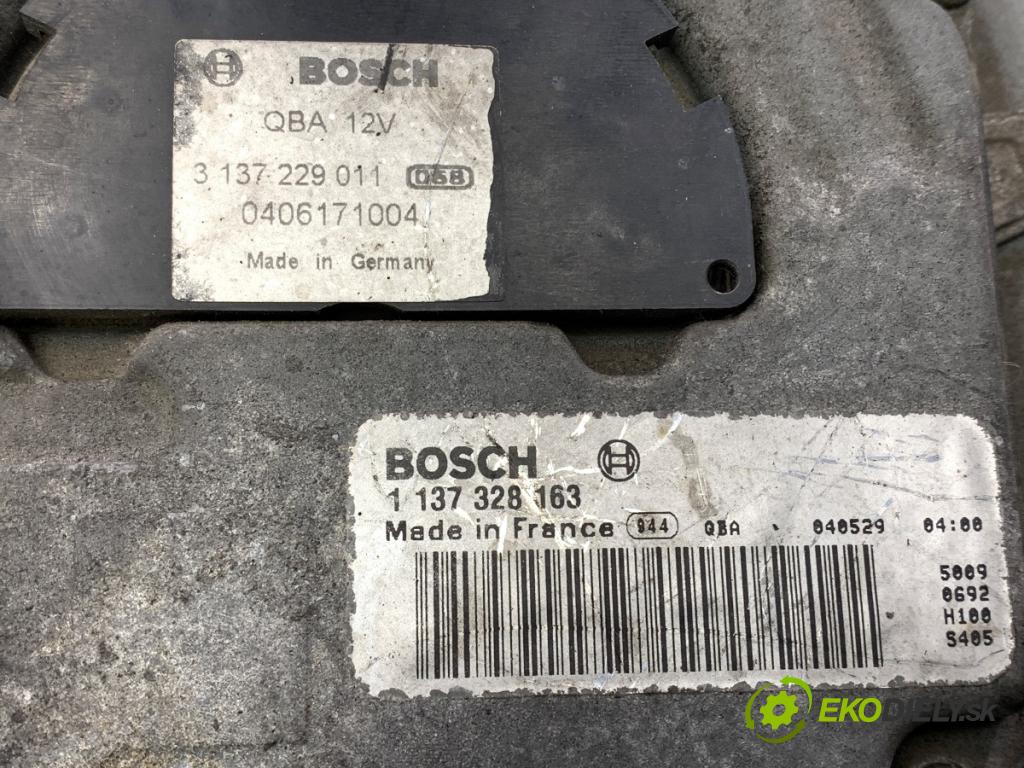 BOSCH
QBA 12V
3 137 229 011 058
0406171004
Made in Germany
BOSCH
1 137 328 163
Made in France 944 QBA 040529 04:00
5009
0692
H100
S405
EKODIELY.SK